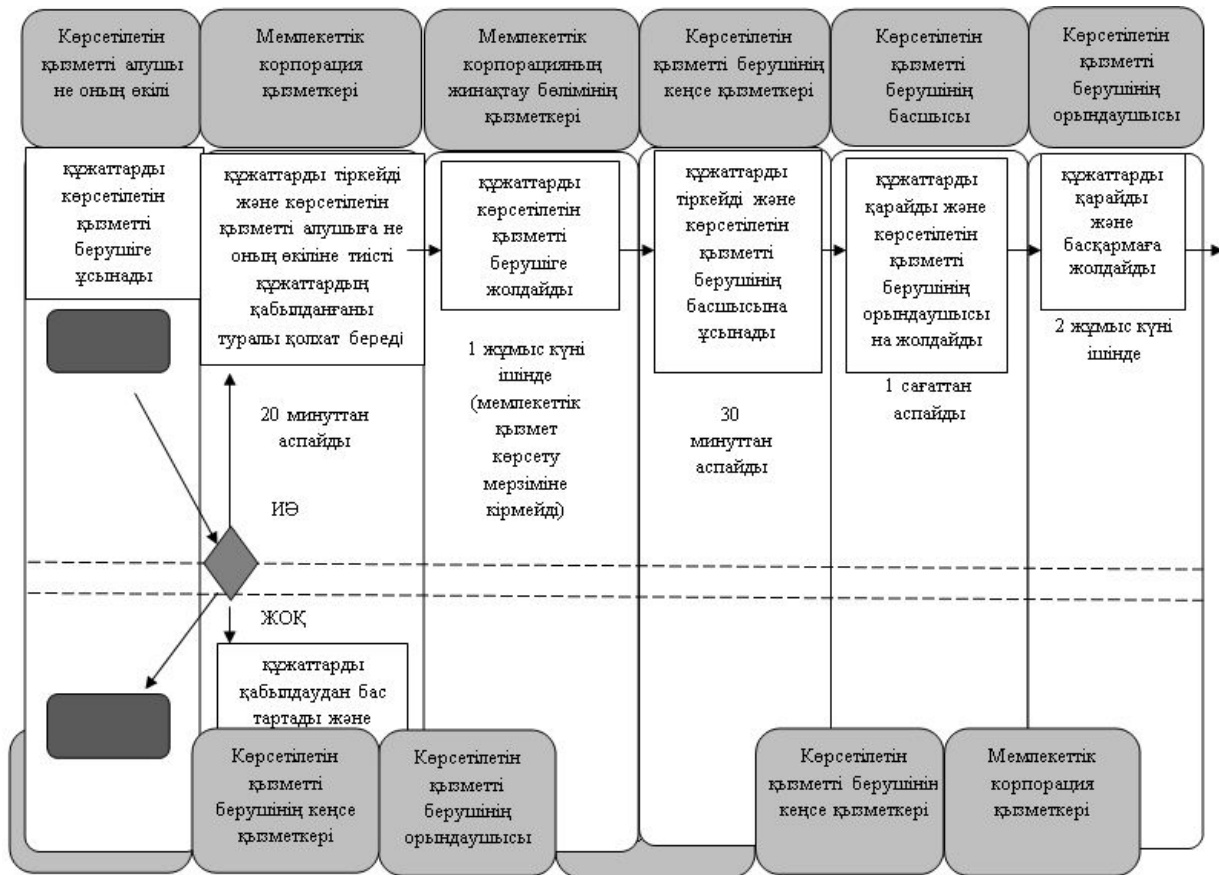 Көрсетілетін
қызметті алушы
не оның өкілі
Мемлекеттік
корпорация
қызметкері
Мемлекеттік
корпорацияның
жинақтау бөлімінің
қызметкері
Көрсетілетін
қызметті берушінің
кеңсе қызметкері
Көрсетілетін
қызметті
берушінің
басшысы
Көрсетілетін
қызметті
берушінің
орындаушысы
құжаттарды
көрсетілетін
қызметті
берушіге
ұсынады
құжаттарды тіркейді
және көрсетілетін
қызметті алушыға не
оның өкіліне тиісті
құжаттардың
қабылданғаны
туралы қолхат береді
құжаттарды
көрсетілетін
қызметті
берушіге
жолдайды
құжаттарды
тіркейді және
көрсетілетін
қызметті
берушінің
басшысына
ұсынады
құжаттарды
қарайды және
көрсетілетін
қызметті
берушінің
орындаушысы
на жолдайды
құжаттарды
қарайды
және
басқармаға
жолдайды
20 минуттан
аспайды
1 жұмыс күні
ішінде
(мемлекеттік
қызмет
көрсету
мерзіміне
кірмейді)
30
минуттан
аспайды
1 сағаттан
аспайды
2 жұмыс күні
ішінде
ИӘ
ЖОҚ
құжаттарды
қабылдаудан бас
тартады және
Көрсетілетін
қызметті
берушінің кеңсе
қызметкері
Көрсетілетін
қызметті
берушінің
орындаушысы
Көрсетілетін
қызметті берушінін
кеңсе қызметкері
Мемлекеттік
корпорация
қызметкері